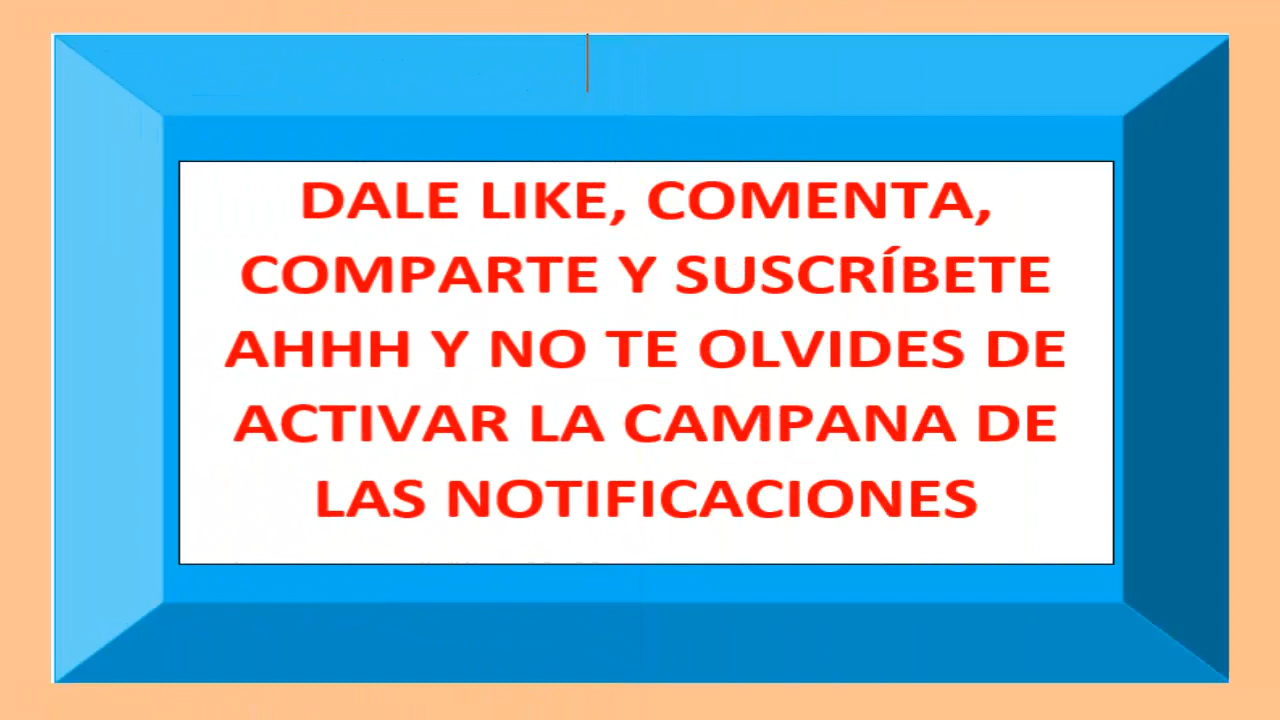 DALE LIKE, COMENTA,
COMPARTE Y SUSCRÍBETE
AHHH Y NO TE OLVIDES DE
ACTIVAR LA CAMPANA DE
LAS NOTIFICACIONES